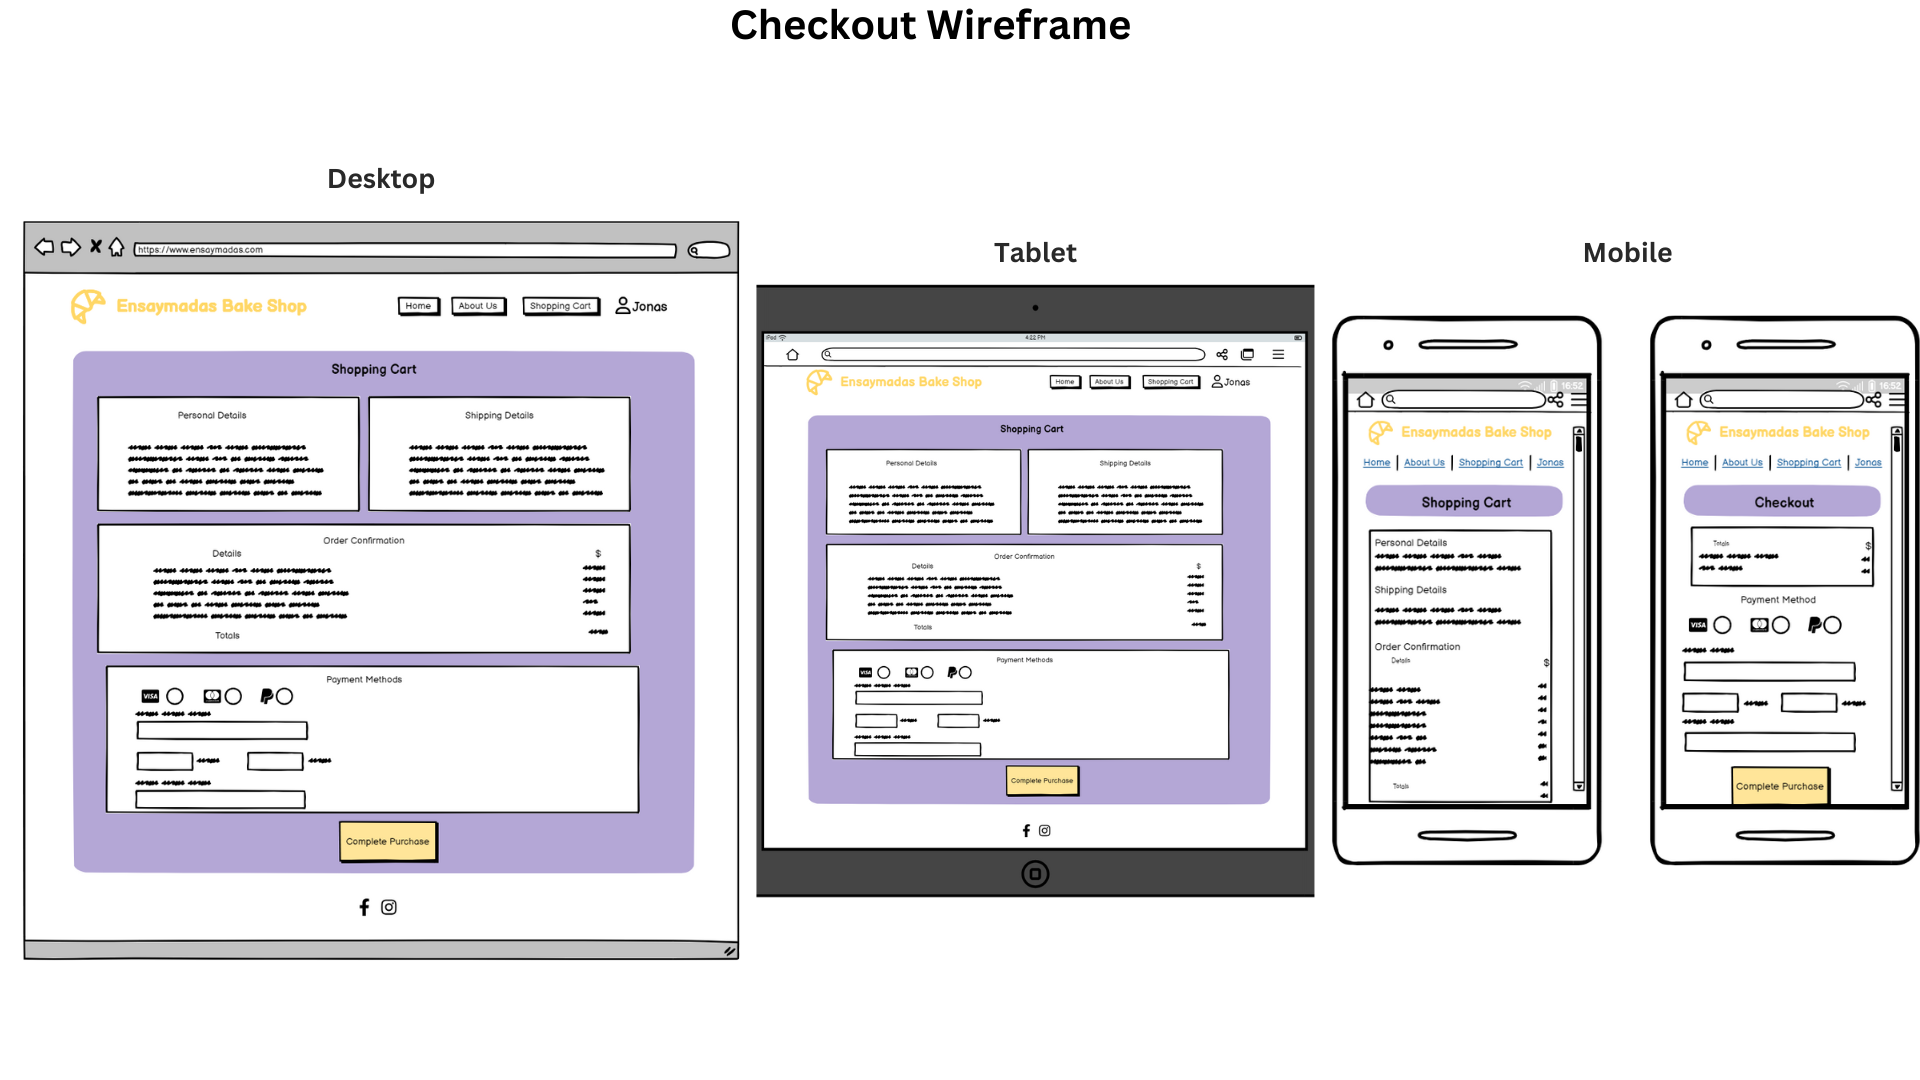 Checkout Wireframe
Desktop
https://www.ensaymadas.com
Ensaymadas Bake Shop
Home
About Us
Shopping Cart
Jonas
Shopping Cart
Personal Details
Shipping Details
Order Confirmation
Details
$
Totals
Payment Methods
VISA
Complete Purchase
Tablet
iPod
4:22 PM
Ensaymadas Bake Shop
Home
About Us
Shopping Cart
Jonas
Shopping Cart
Personal Details
Shipping Details
Order Confirmation
Details
$
Totals
Payment Methods
VISA
Complete Purchase
Mobile
16:52
Ensaymadas Bake Shop
Home
About Us
Shopping Cart
Jonas
Shopping Cart
Personal Details
Shipping Details
Order Confirmation
Details
$
Totals
16:52
Ensaymadas Bake Shop
Home
About Us
Shopping Cart
Jonas
Checkout
Totals
$
Payment Method
VISA
Complete Purchase